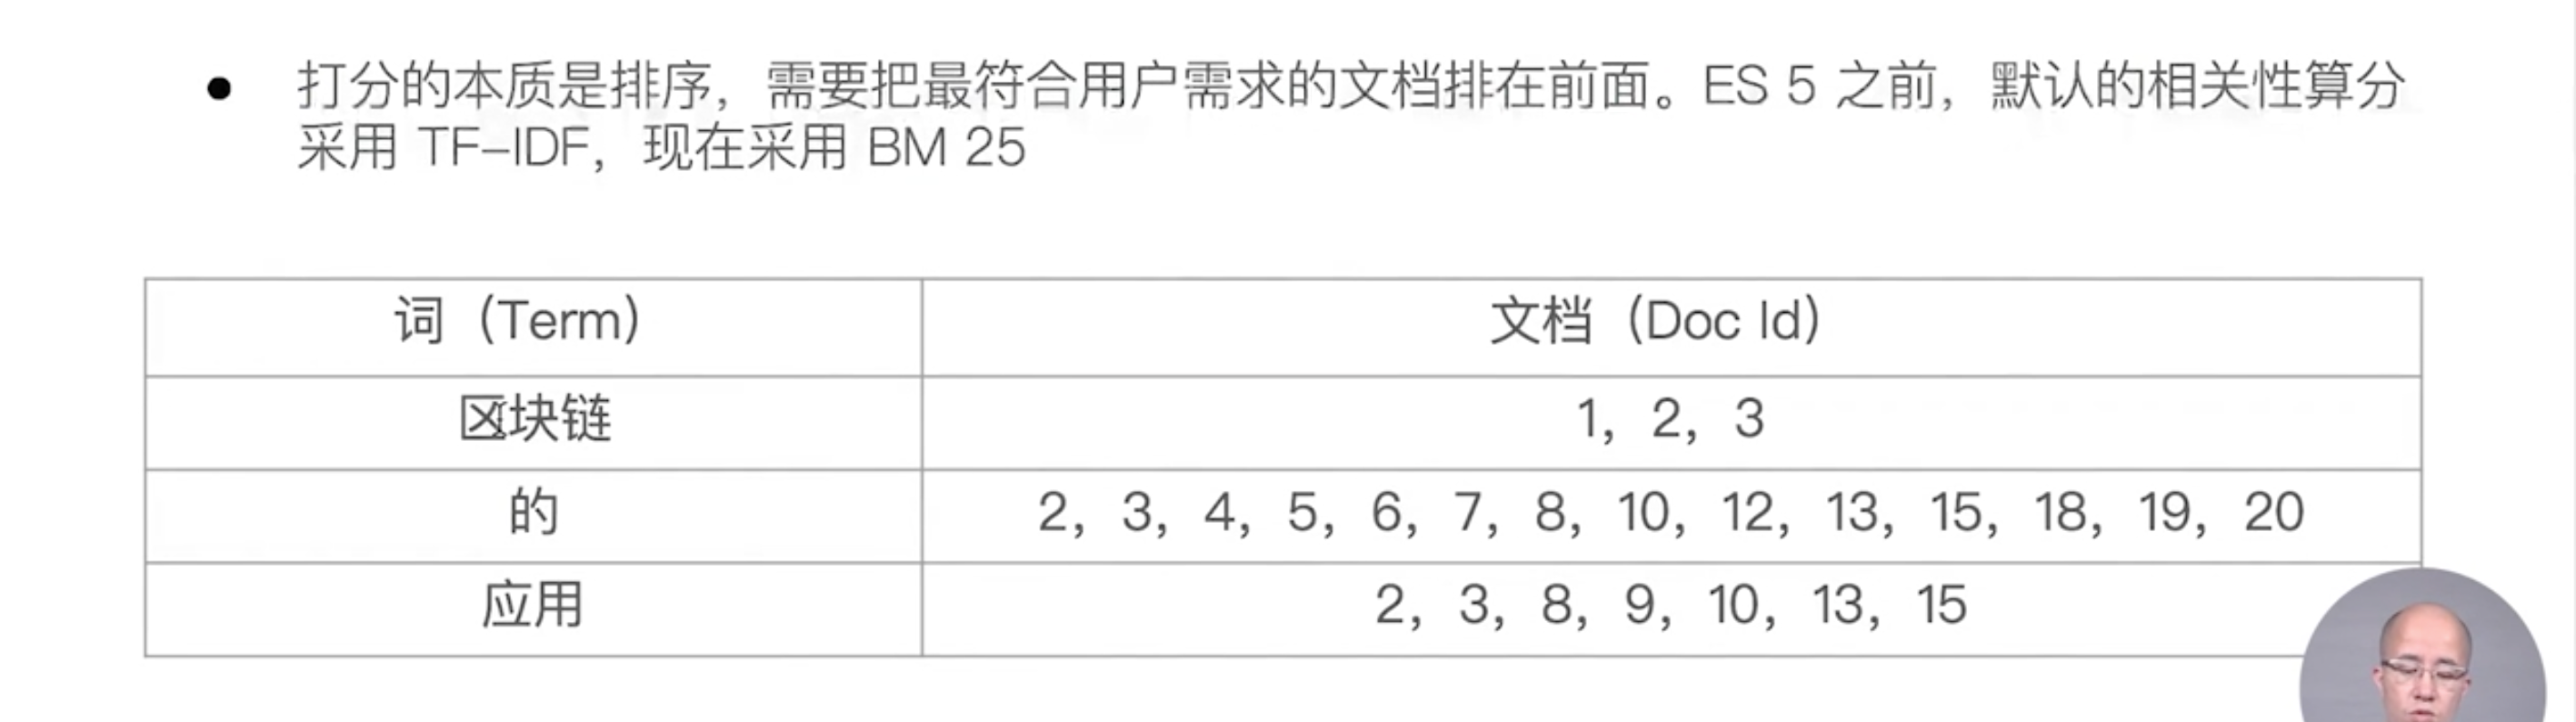 打分的本质是排序，需要把最符合用户需求的文档排在前面。ES 5 之前，默认的相关性算分
采用 TF-IDF，现在采用 BM 25
词（Term） 文档（Doc Id）
区块链 1，2，3
的 2，3，4，5，6，7，8，10，12，13，15，18，19，20
应用 2，3，8，9，10，13，15